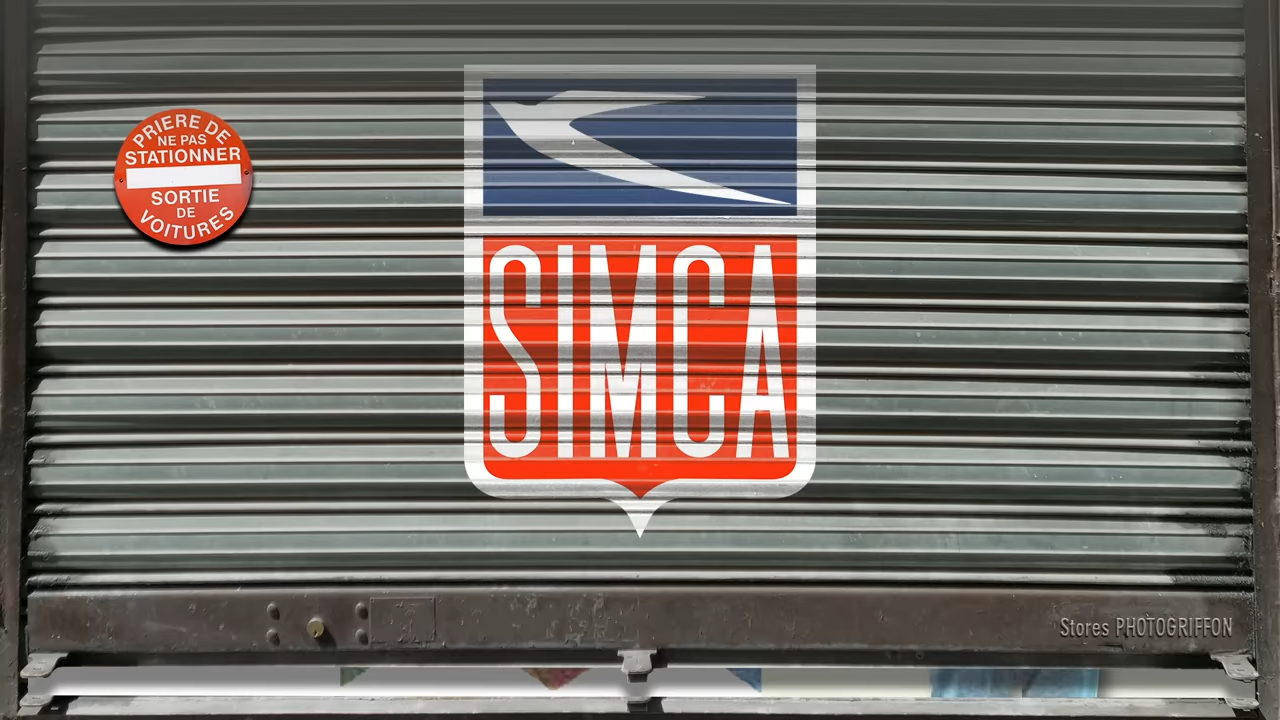 PRIERE DE
NE PAS
STATIONNER
SORTIE
DE
VOITURES
SIMCA
Stores PHOTOGRIFFON